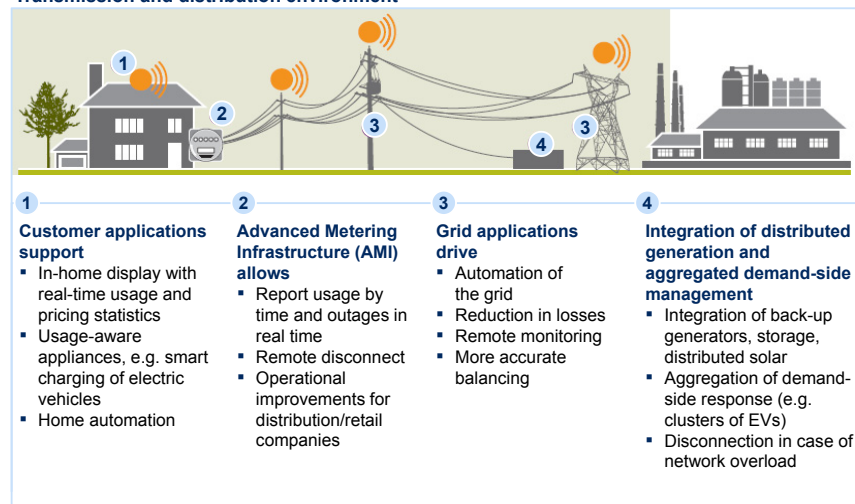 Transmission and distribution environment
1
2
3
4
3
1
Customer applications
support
▪ In-home display with
real-time usage and
pricing statistics
▪ Usage-aware
appliances, e.g. smart
charging of electric
vehicles
▪ Home automation
2
Advanced Metering
Infrastructure (AMI)
allows
▪ Report usage by
time and outages in
real time
▪ Remote disconnect
▪ Operational
improvements for
distribution/retail
companies
3
Grid applications
drive
▪ Automation of
the grid
▪ Reduction in losses
▪ Remote monitoring
▪ More accurate
balancing
4
Integration of distributed
generation and
aggregated demand-side
management
▪ Integration of back-up
generators, storage,
distributed solar
▪ Aggregation of demand-
side response (e.g.
clusters of EVs)
▪ Disconnection in case of
network overload